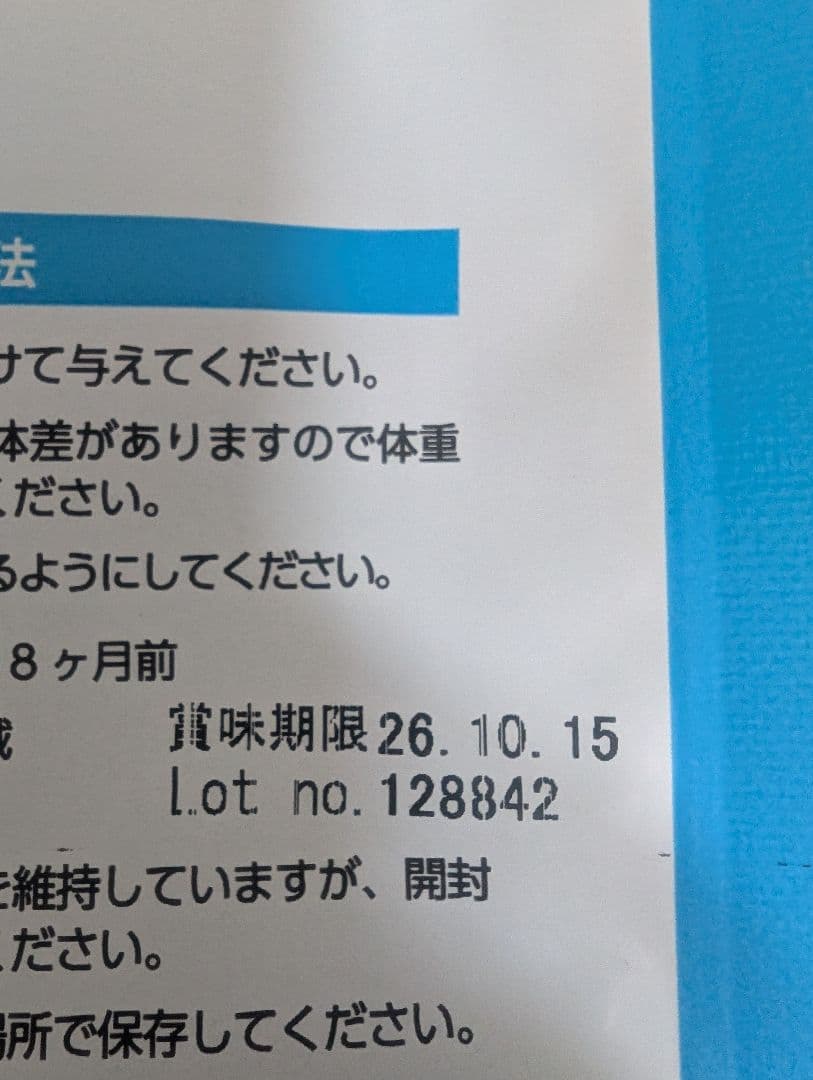 法
けて与えてください。
体差がありますので体重
ください。
るようにしてください。
8ヶ月前
賞味期限26.10.15
Lot no.128842
を維持していますが、開封
ください。
場所で保存してください。